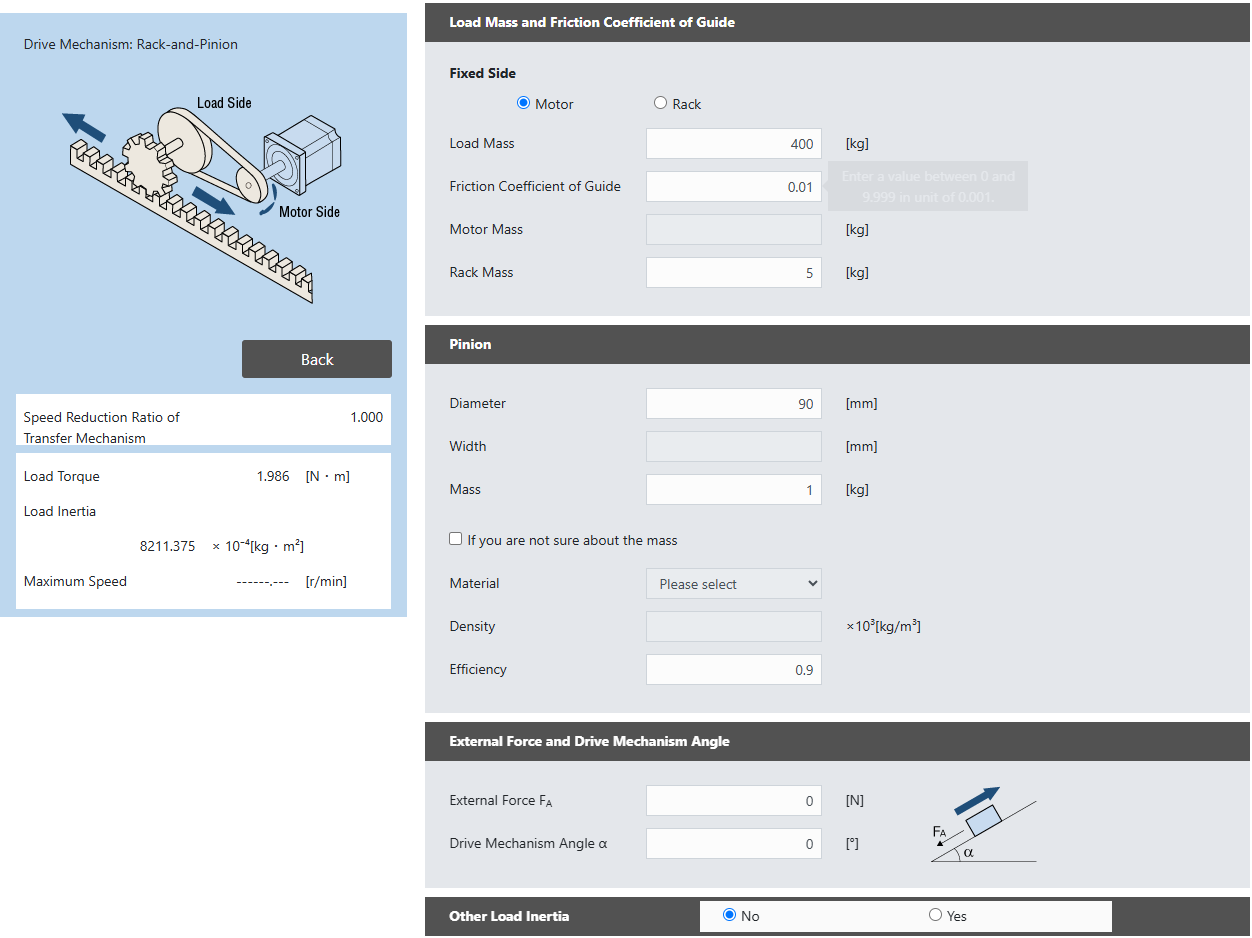 Drive Mechanism: Rack-and-Pinion
Load Side
Motor Side
Back
Speed Reduction Ratio of 1.000
Transfer Mechanism
Load Torque 1.986 [N・m]
Load Inertia
8211.375 × 10⁻⁴[kg・m²]
Maximum Speed ------.--- [r/min]
Load Mass and Friction Coefficient of Guide
Fixed Side
Motor Rack
Load Mass 400 [kg]
Friction Coefficient of Guide 0.01
Enter a value between 0 and
9.999 in unit of 0.001.
Motor Mass [kg]
Rack Mass 5 [kg]
Pinion
Diameter 90 [mm]
Width [mm]
Mass 1 [kg]
If you are not sure about the mass
Material Please select
Density ×10³[kg/m³]
Efficiency 0.9
External Force and Drive Mechanism Angle
External Force FA 0 [N]
Drive Mechanism Angle α 0 [°]
FA
α
Other Load Inertia No Yes